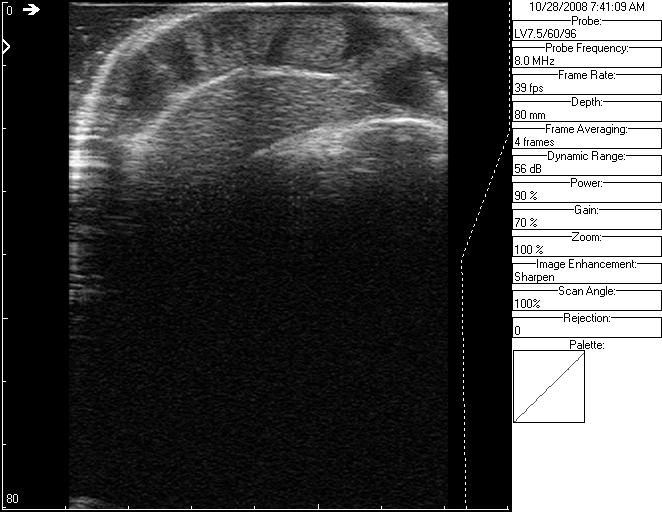 0
80
10/28/2008 7:41:09 AM
Probe:
LV7.5/60/96
Probe Frequency:
8.0 MHz
Frame Rate:
39 fps
Depth:
80 mm
Frame Averaging:
4 frames
Dynamic Range:
56 dB
Power:
90 %
Gain:
70 %
Zoom:
100 %
Image Enhancement:
Sharpen
Scan Angle:
100%
Rejection:
0
Palette: